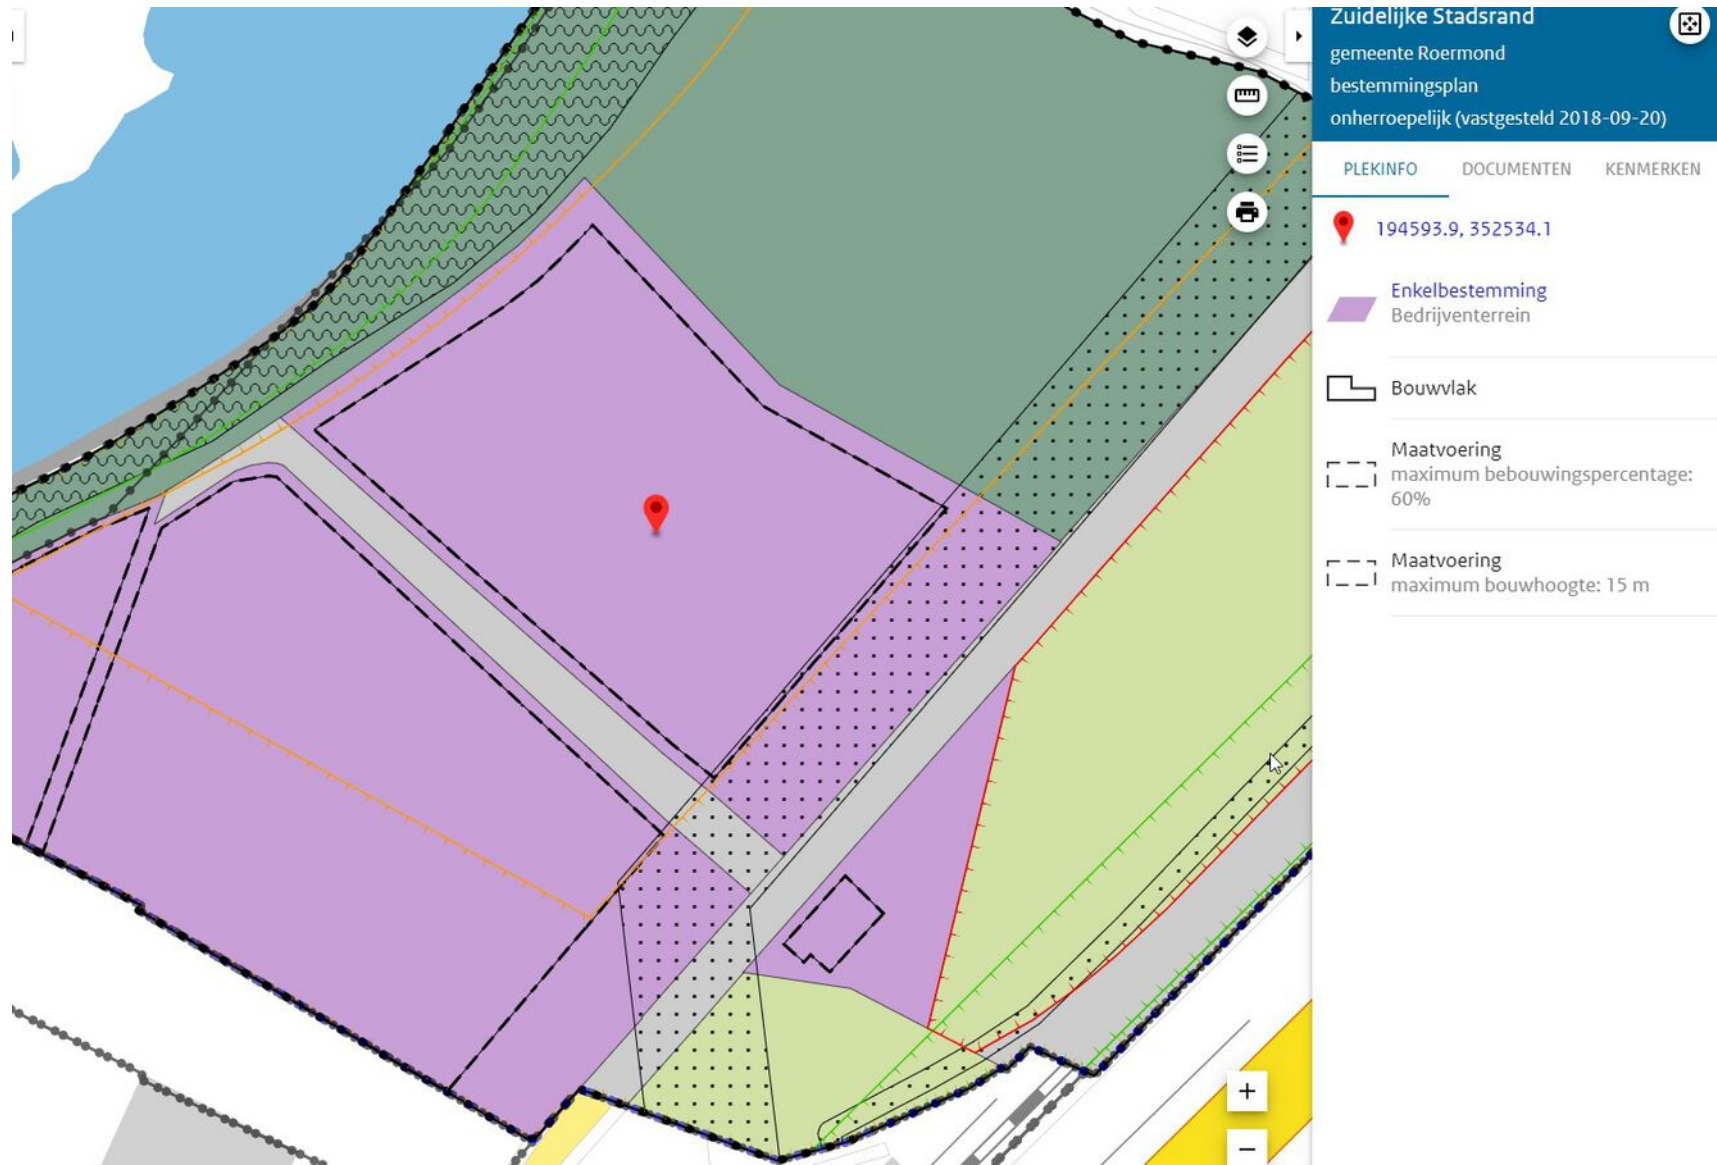 Zuidelijke Stadsrand
gemeente Roermond
bestemmingsplan
onherroepelijk (vastgesteld 2018-09-20)
PLEKINFO DOCUMENTEN KENMERKEN
194593.9, 352534.1
Enkelbestemming
Bedrijventerrein
Bouwvlak
Maatvoering
maximum bebouwingspercentage:
60%
Maatvoering
maximum bouwhoogte: 15 m